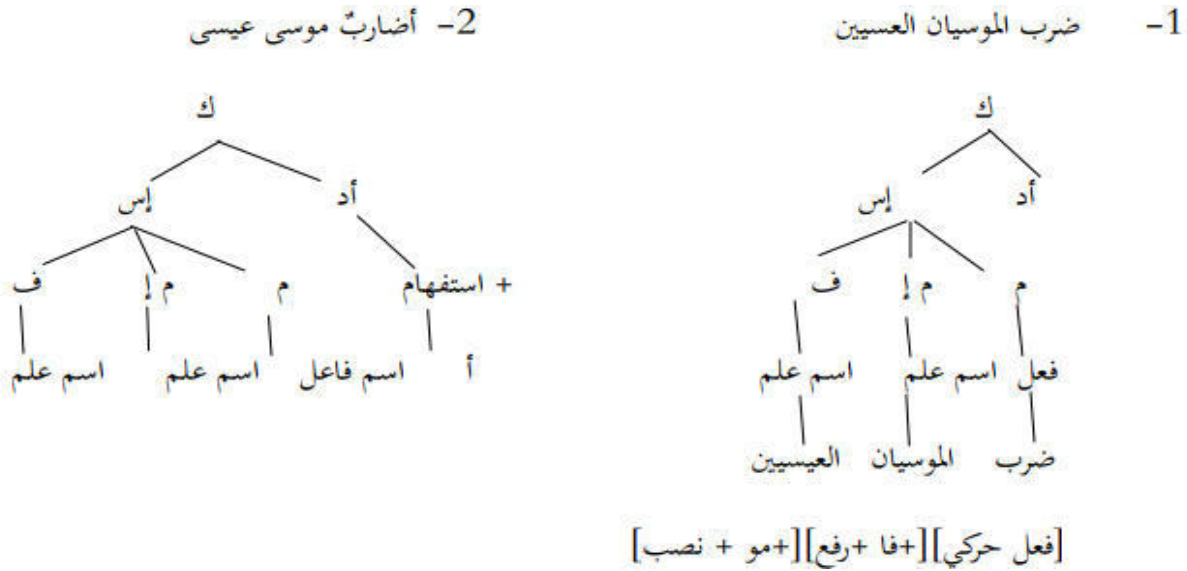 1- ضرب الموسيان العسيين
2- أضاربٌ موسى عيسى
ك
ك
أد إس
أد إس
م م إ ف
+ استفهام م م إ ف
فعل اسم علم اسم علم
أ اسم فاعل اسم علم اسم علم
ضرب الموسيان العيسيين
[فعل حركي][+فا +رفع][+مو + نصب]